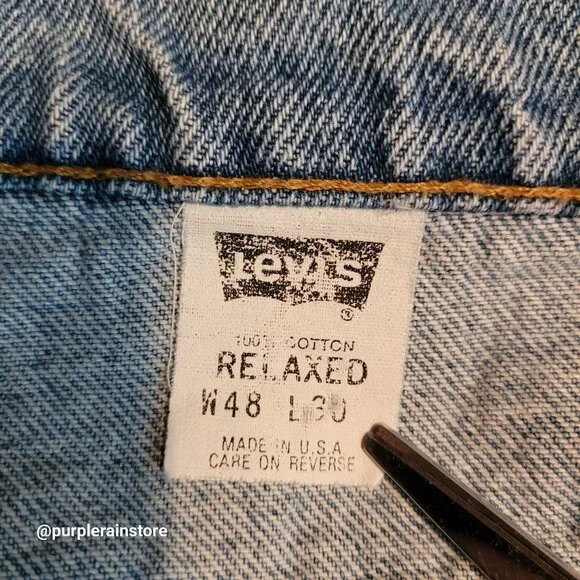 Levi's
®
100% COTTON
RELAXED
W48 L30
MADE IN U.S.A
CARE ON REVERSE
@purplerainstore